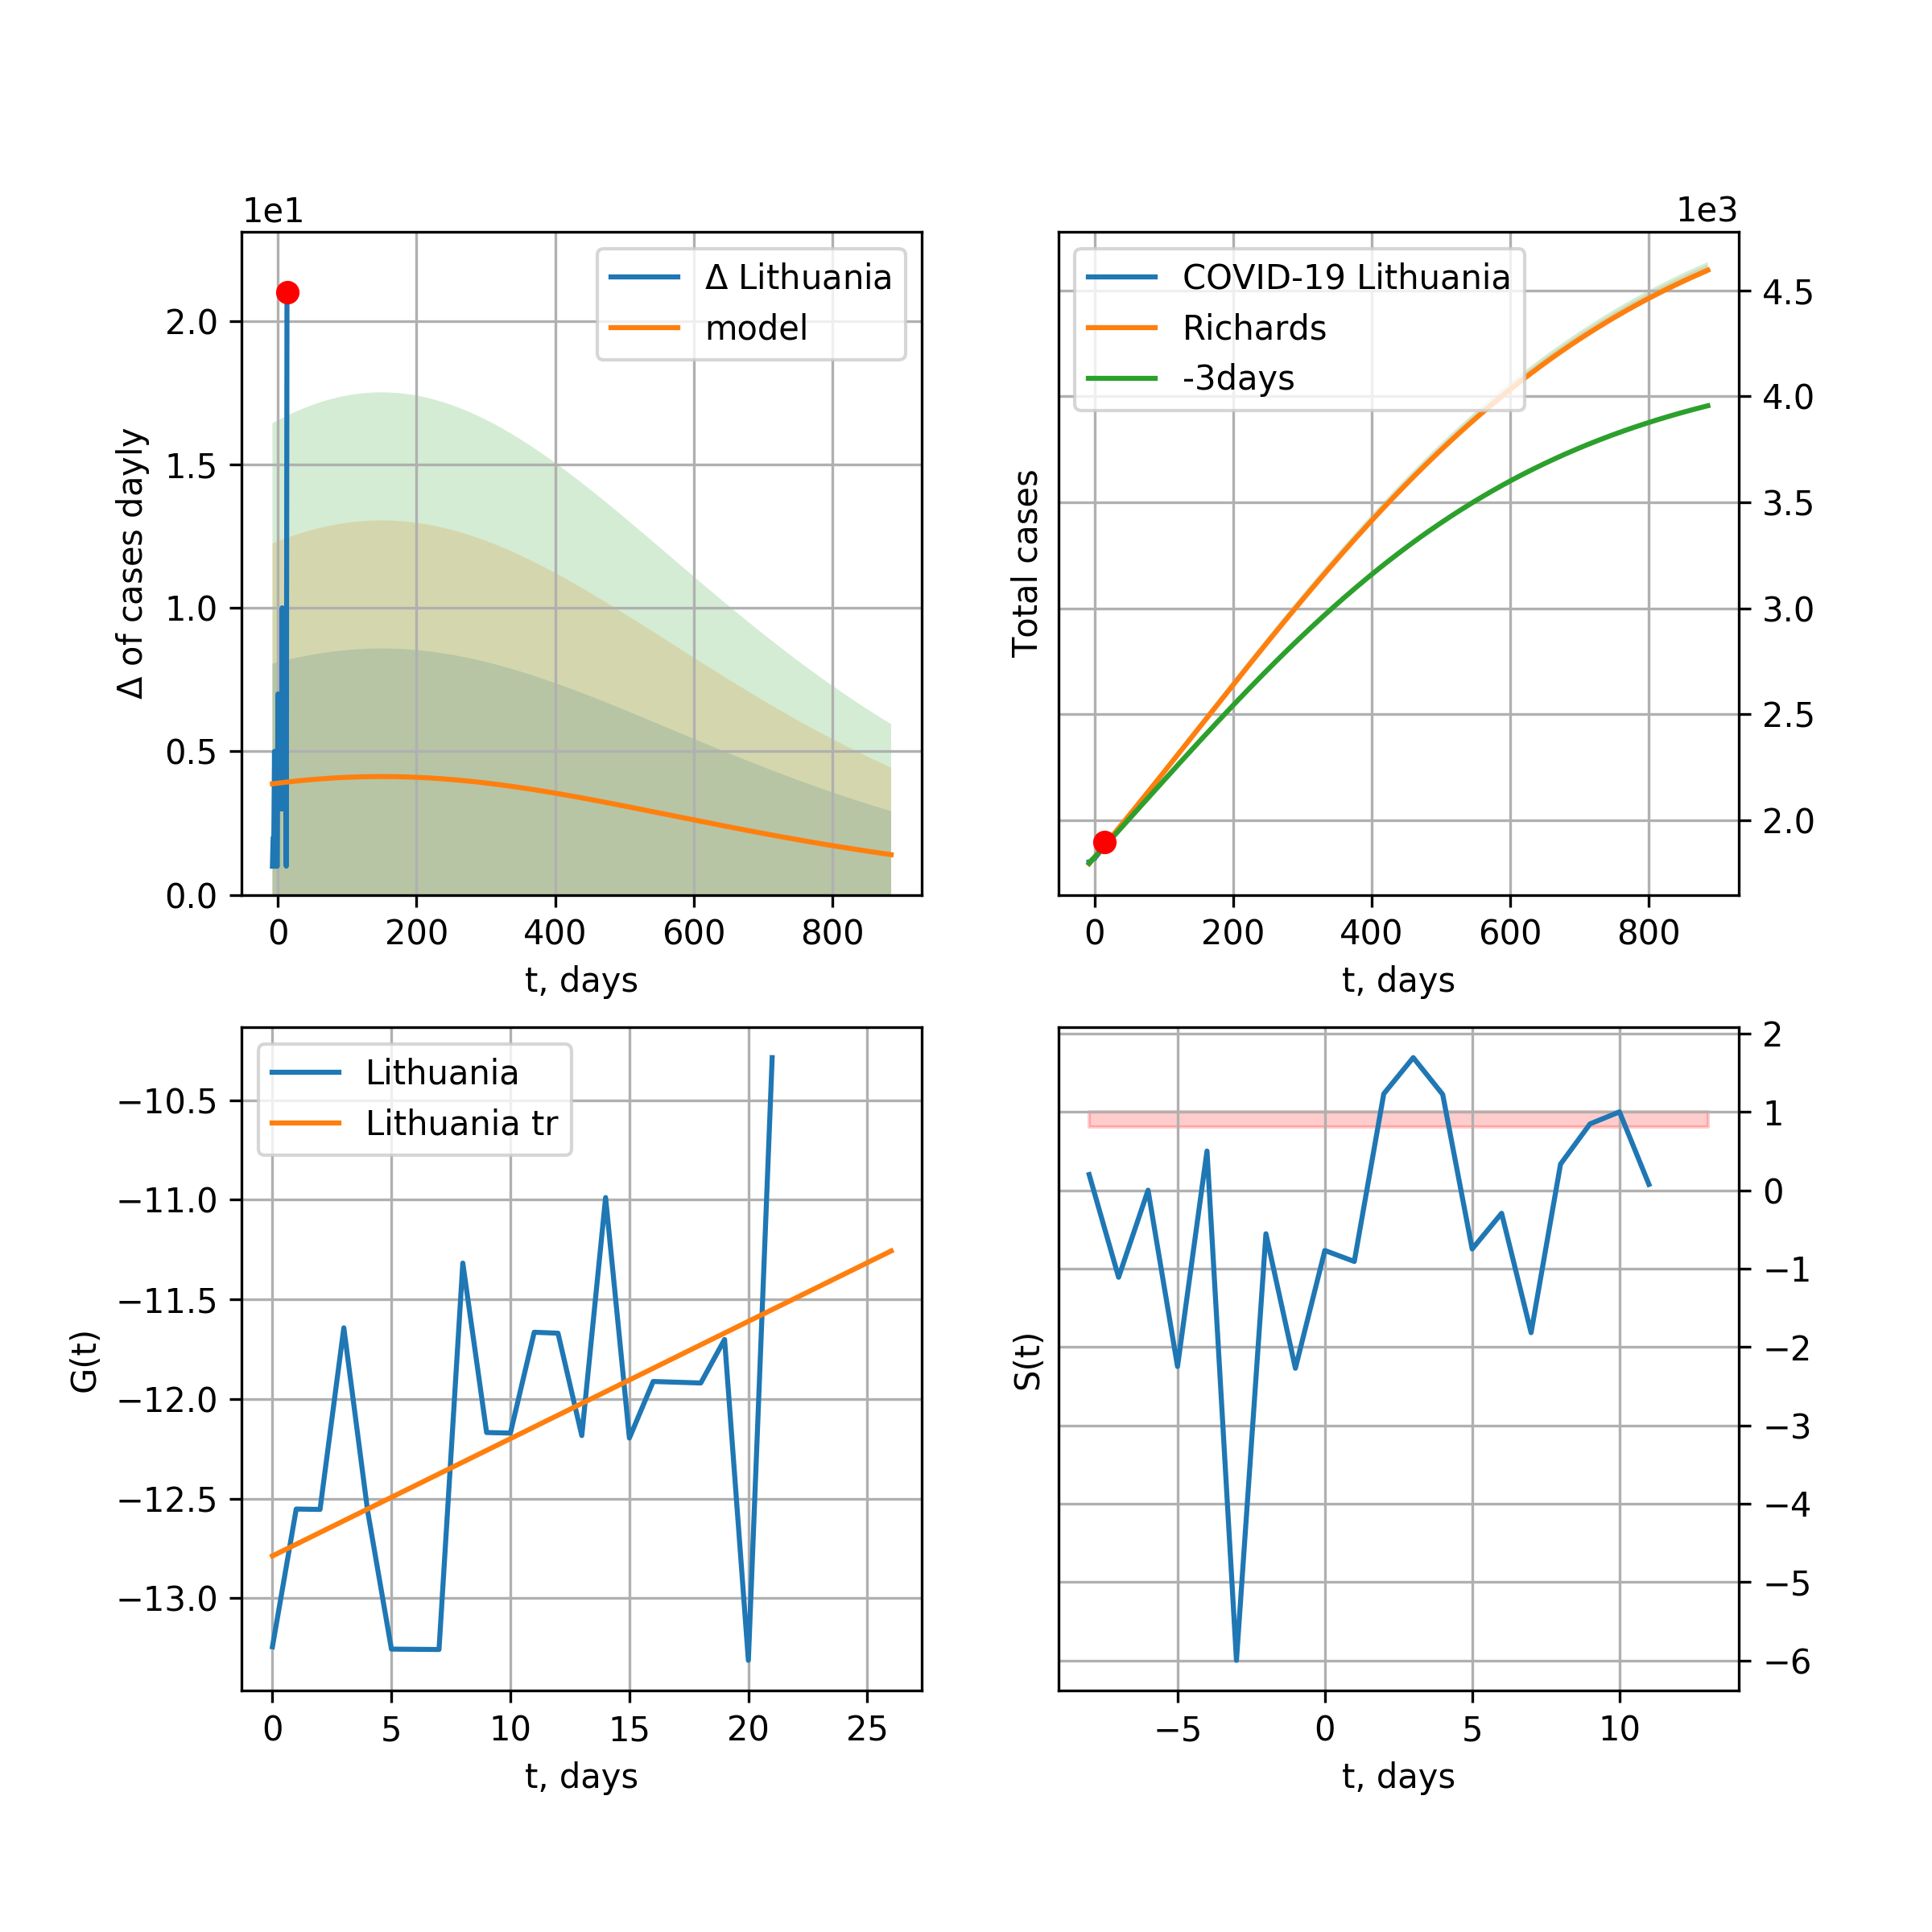 1e1
Δ Lithuania
model
2.0
1.5
1.0
0.5
0.0
Δ of cases dayly
0 200 400 600 800
t, days
1e3
COVID-19 Lithuania
Richards
-3days
4.5
4.0
3.5
3.0
2.5
2.0
Total cases
0 200 400 600 800
t, days
Lithuania
Lithuania tr
−10.5
−11.0
−11.5
−12.0
−12.5
−13.0
G(t)
0 5 10 15 20 25
t, days
2
1
0
−1
−2
−3
−4
−5
−6
S(t)
−5 0 5 10
t, days